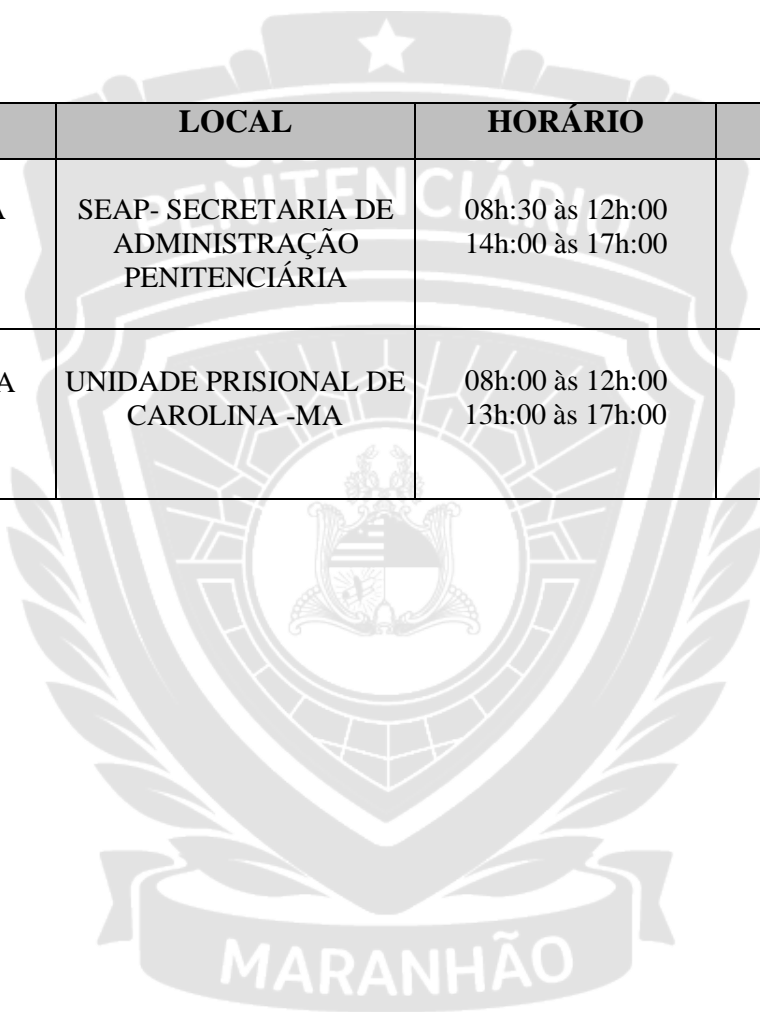 LOCAL HORÁRIO
A SEAP- SECRETARIA DE 08h:30 às 12h:00
ADMINISTRAÇÃO 14h:00 às 17h:00
PENITENCIÁRIA
A UNIDADE PRISIONAL DE 08h:00 às 12h:00
CAROLINA -MA 13h:00 às 17h:00
PENITENCIÁRIO
MARANHÃO